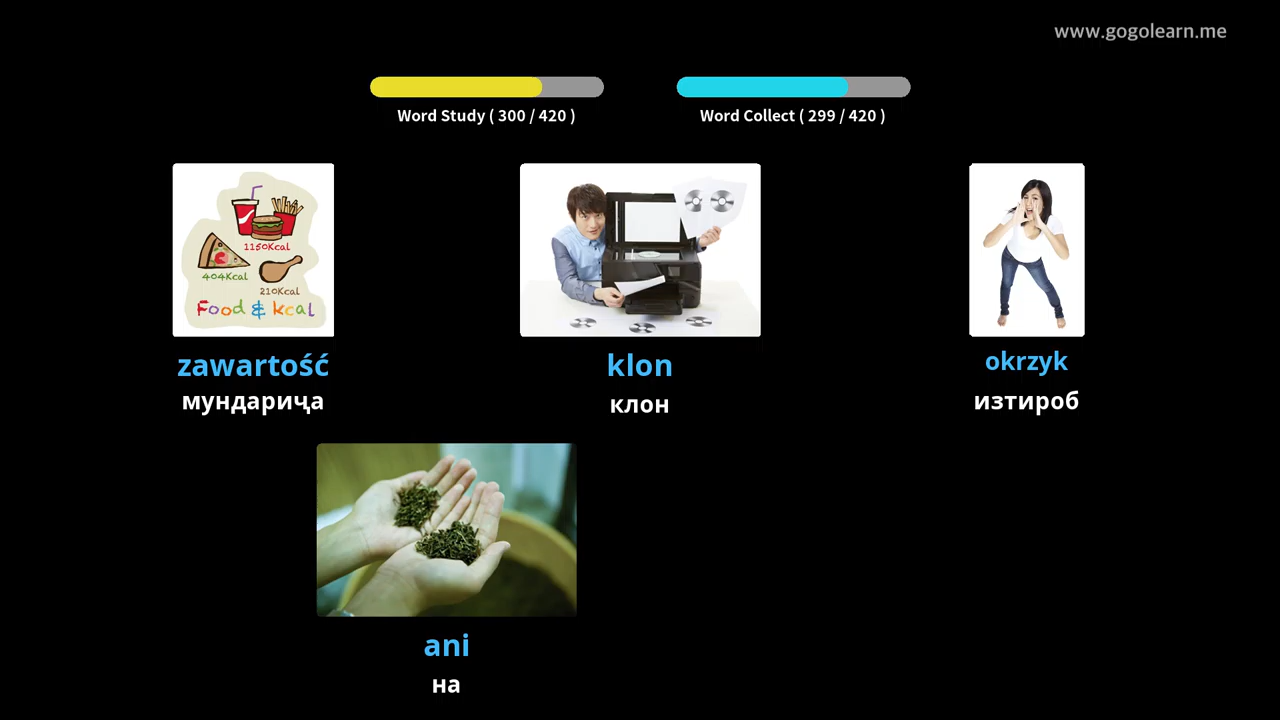 www.gogolearn.me
Word Study ( 300 / 420 )
Word Collect ( 299 / 420 )
1150Kcal
404Kcal
210Kcal
Food & kcal
zawartość
мундариҷа
klon
клон
okrzyk
изтироб
ani
на